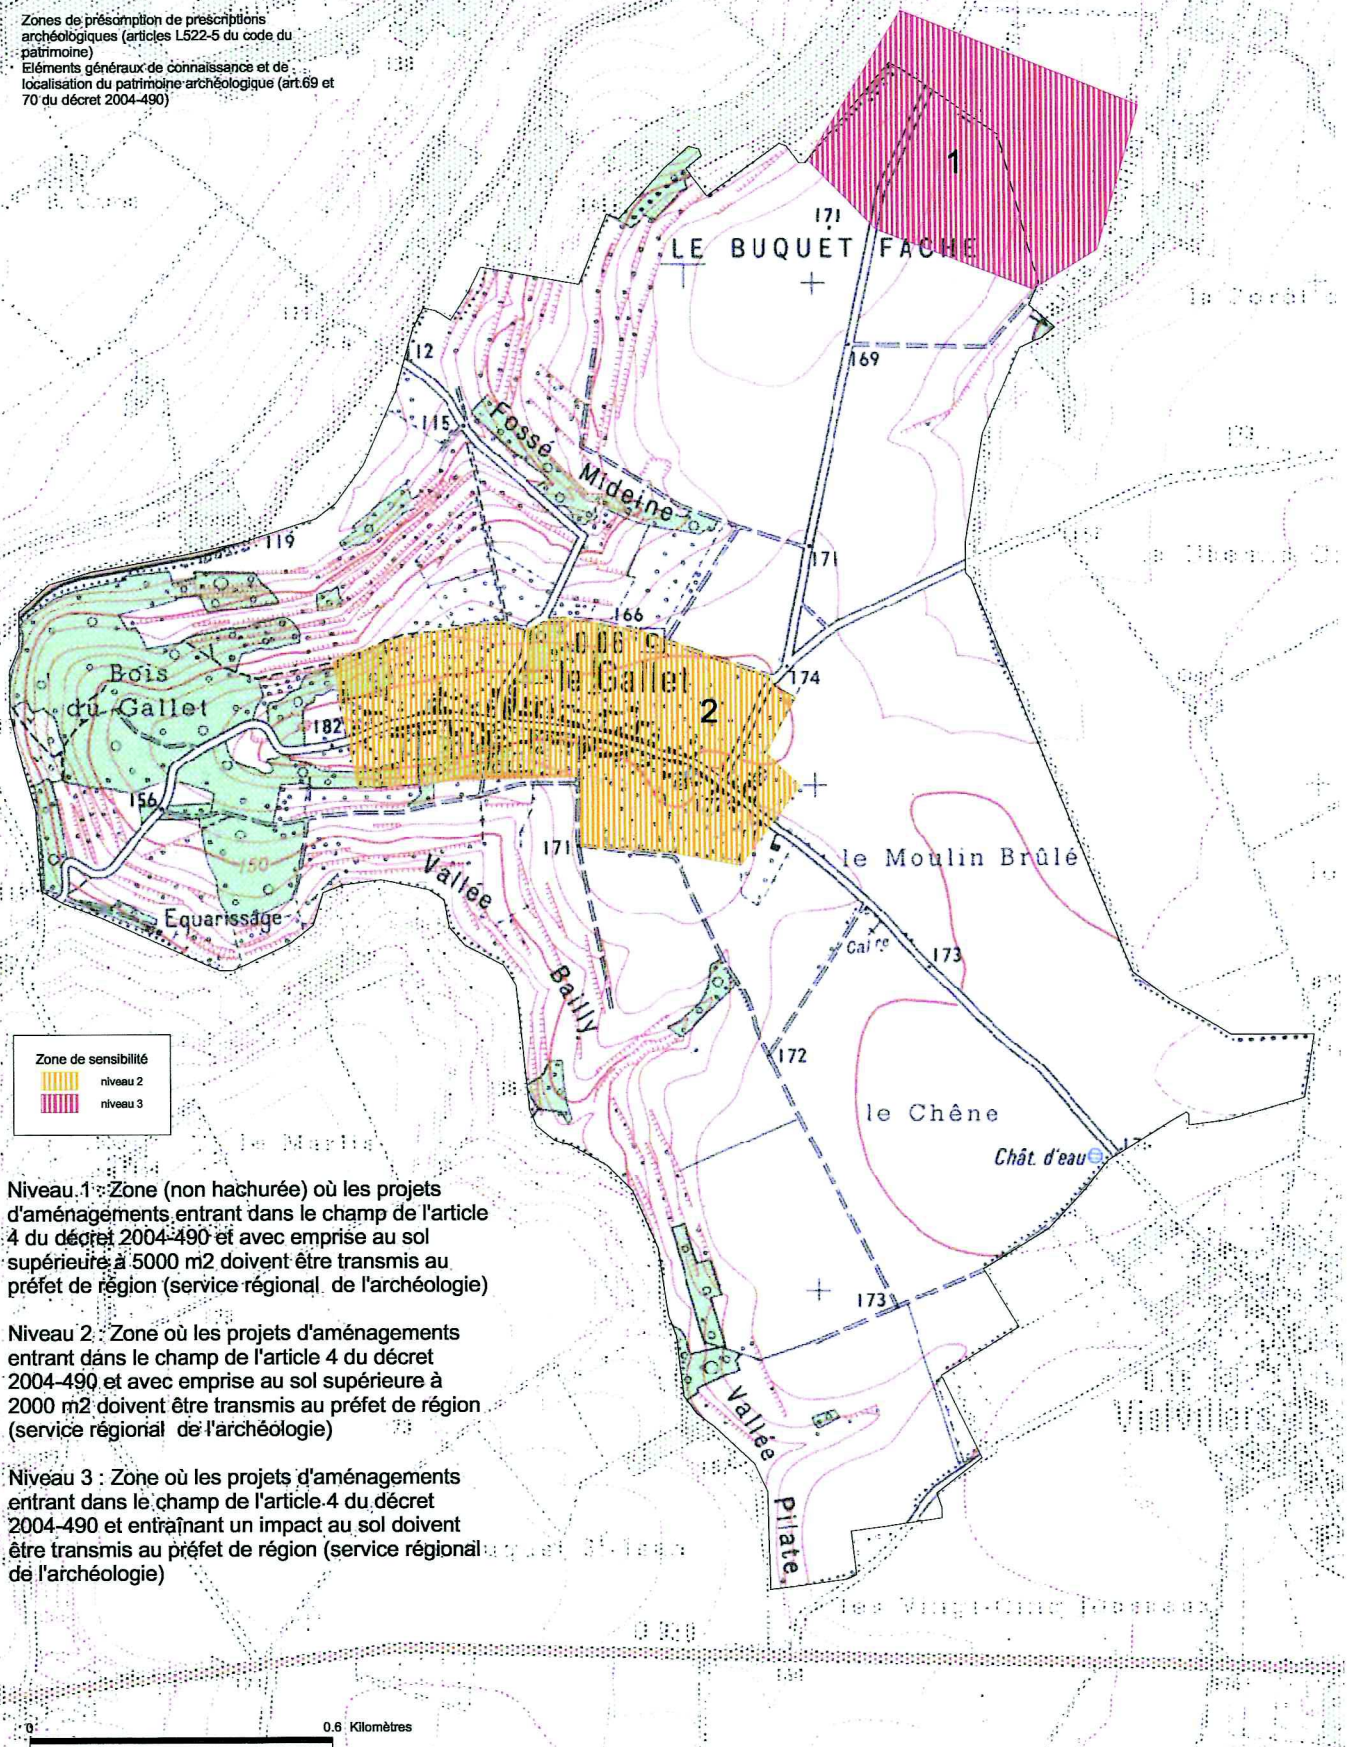 Zones de présomption de prescriptions
archéologiques (articles L522-5 du code du
patrimoine)
Eléments généraux de connaissance et de
localisation du patrimoine archéologique (art.69 et
70 du décret 2004-490)
1
171
LE BUQUET FACHE
169
112
115
Fossé Mideine
119
171
166
le Gallet
174
2
Bois
du Gallet
182
156
150
171
le Moulin Brûlé
Vallée Bailly
Equarissage
Calre
173
172
Zone de sensibilité
niveau 2
niveau 3
le Chêne
Chât. d'eau
le Marlis
Niveau 1 : Zone (non hachurée) où les projets
d'aménagements entrant dans le champ de l'article
4 du décret 2004-490 et avec emprise au sol
supérieure à 5000 m2 doivent être transmis au
préfet de région (service régional de l'archéologie)
173
Niveau 2 : Zone où les projets d'aménagements
entrant dans le champ de l'article 4 du décret
2004-490 et avec emprise au sol supérieure à
2000 m2 doivent être transmis au préfet de région
(service régional de l'archéologie)
Vallée Pilate
Niveau 3 : Zone où les projets d'aménagements
entrant dans le champ de l'article 4 du décret
2004-490 et entraînant un impact au sol doivent
être transmis au préfet de région (service régional
de l'archéologie)
0 0.6 Kilomètres